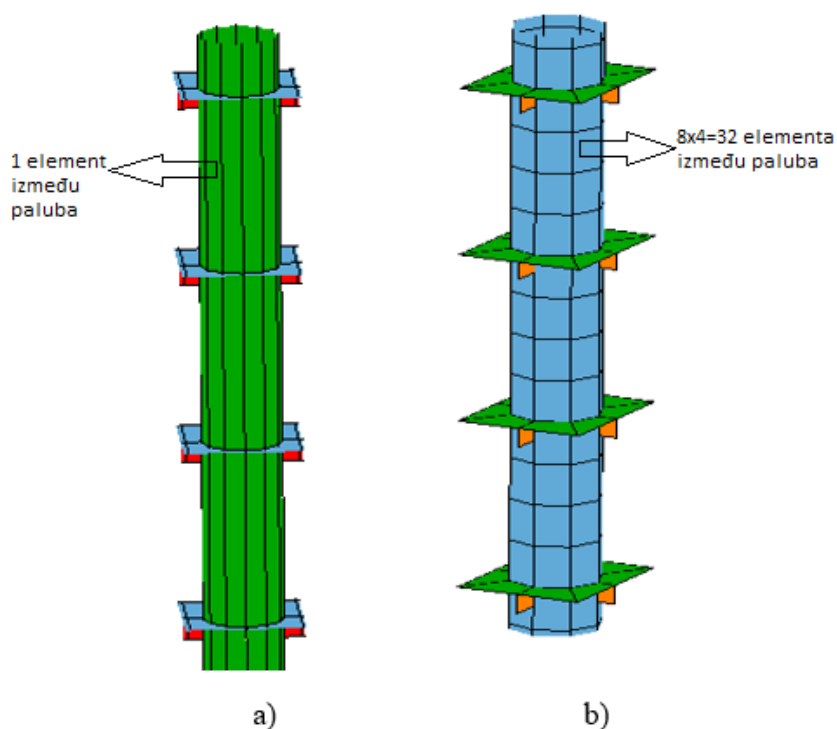 1 element
između
paluba
8x4=32 elementa
između paluba
a)
b)